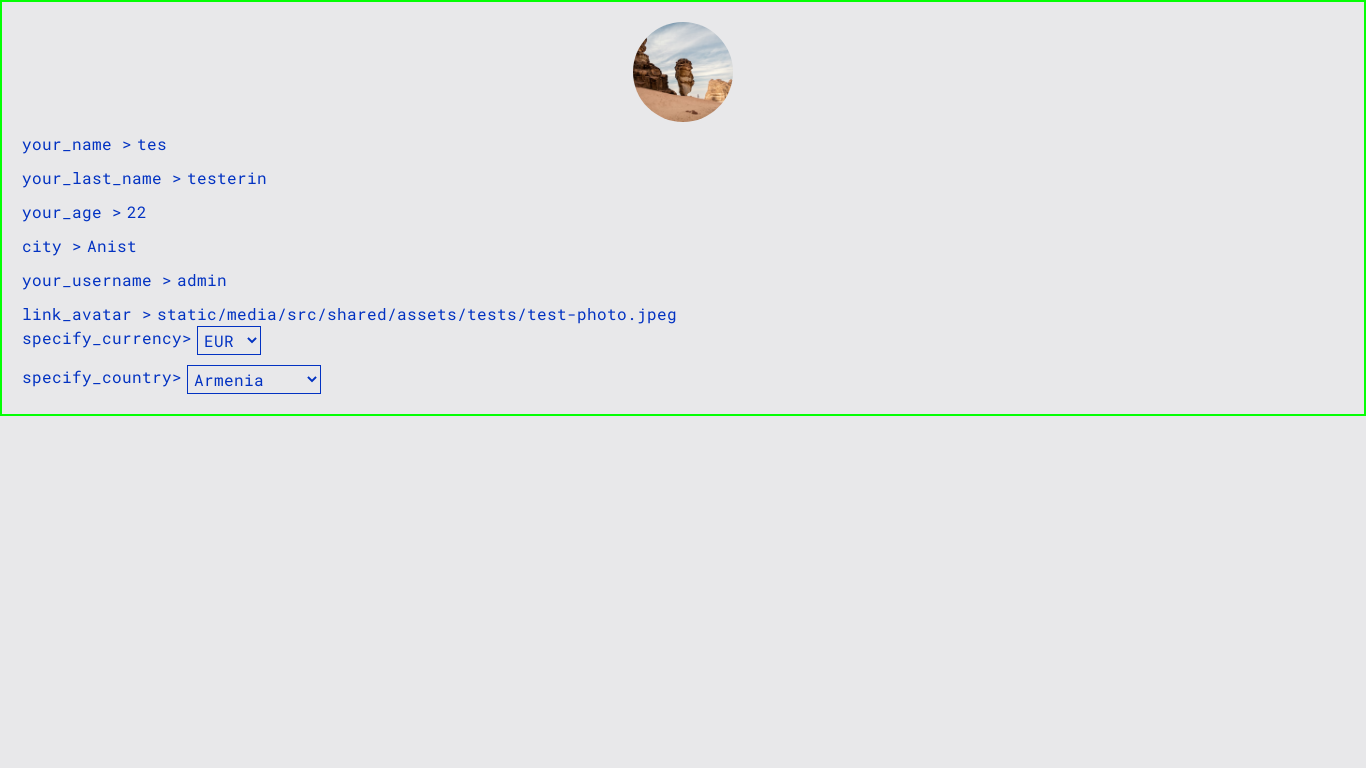 your_name > tes
your_last_name > testerin
your_age > 22
city > Anist
your_username > admin
link_avatar > static/media/src/shared/assets/tests/test-photo.jpeg
specify_currency> EUR
specify_country> Armenia